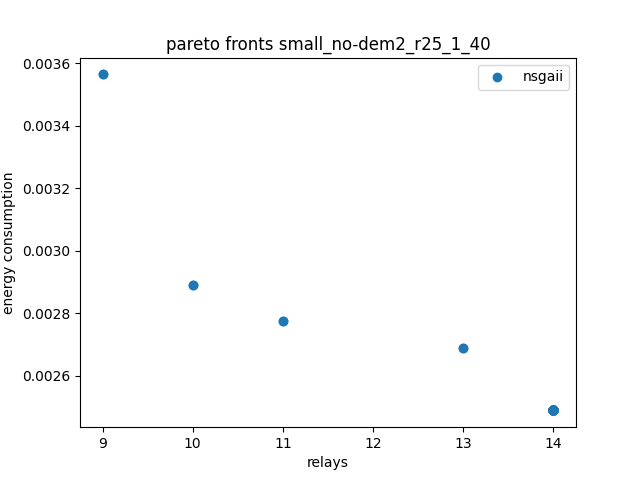 pareto fronts small_no-dem2_r25_1_40
nsgaii
energy consumption
0.0036
0.0034
0.0032
0.0030
0.0028
0.0026
9 10 11 12 13 14
relays